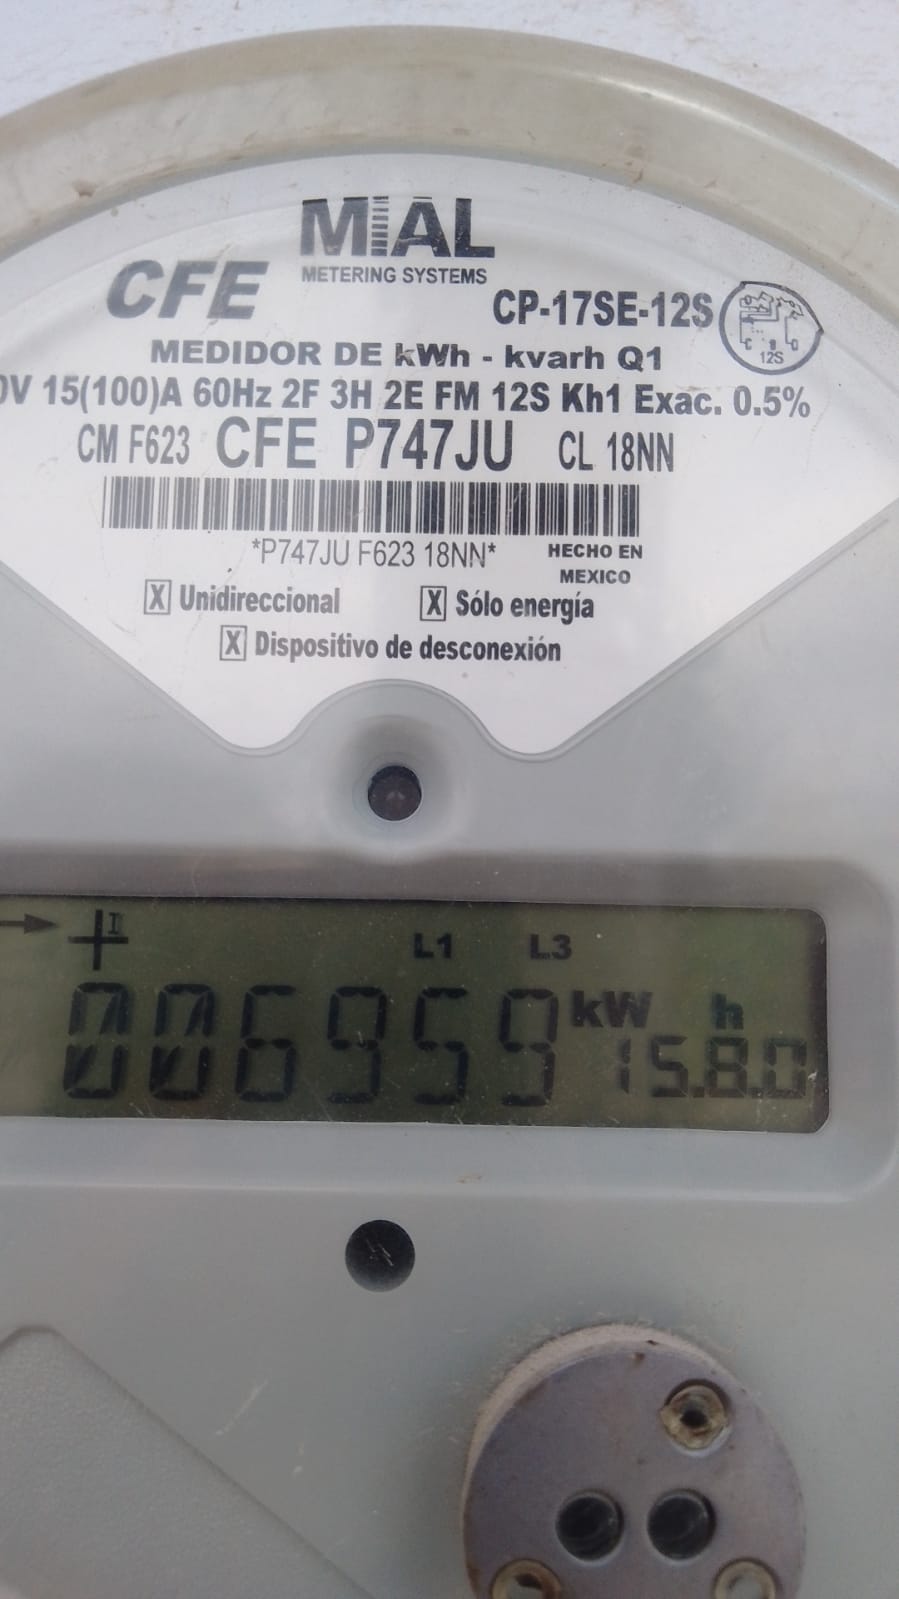 MIAL
METERING SYSTEMS
CFE
CP-17SE-12S
12S
MEDIDOR DE kWh - kvarh Q1
0V 15(100)A 60Hz 2F 3H 2E FM 12S Kh1 Exac. 0.5%
CM F623 CFE P747JU CL 18NN
*P747JU F623 18NN*
HECHO EN
MEXICO
X Unidireccional X Sólo energía
X Dispositivo de desconexión
L1 L3
006959 kW h 15.8.0